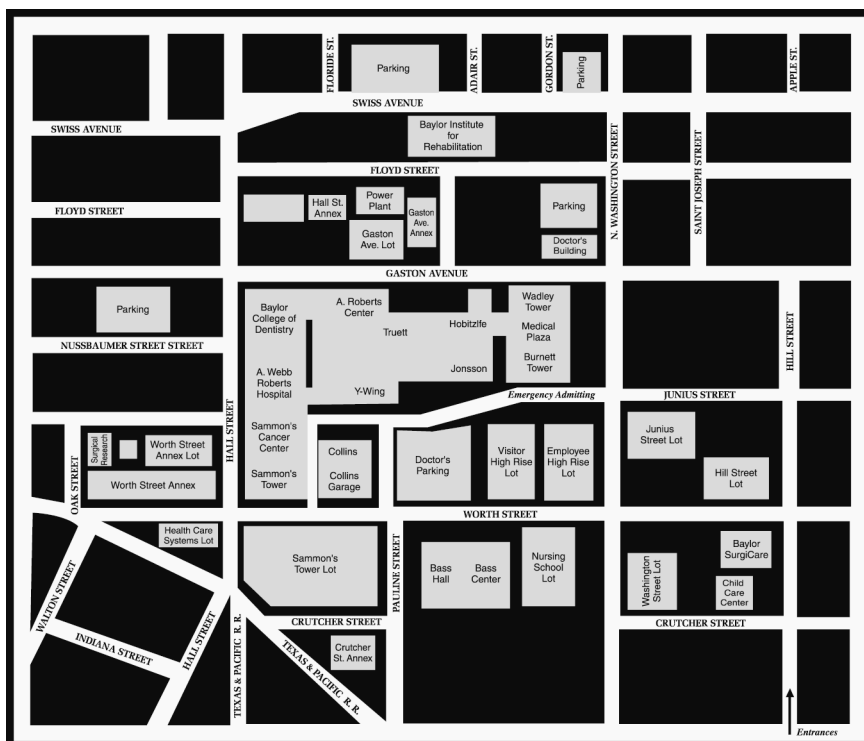 FLORIDE ST.
Parking
ADAIR ST.
GORDON ST.
Parking
APPLE ST.
SWISS AVENUE
SWISS AVENUE
Baylor Institute
for
Rehabilitation
N. WASHINGTON STREET
SAINT JOSEPH STREET
FLOYD STREET
FLOYD STREET
Hall St.
Annex
Power
Plant
Gaston
Ave. Lot
Gaston
Ave.
Annex
Parking
Doctor's
Building
GASTON AVENUE
Parking
NUSSBAUMER STREET STREET
HALL STREET
Baylor
College of
Dentistry
A. Roberts
Center
Truett
Hobitzlfe
Wadley
Tower
Medical
Plaza
Burnett
Tower
HILL STREET
A. Webb
Roberts
Hospital
Y-Wing
Jonsson
Emergency Admitting
JUNIUS STREET
OAK STREET
Surgical
Research
Worth Street
Annex Lot
Worth Street Annex
Sammon's
Cancer
Center
Sammon's
Tower
Collins
Collins
Garage
Doctor's
Parking
Visitor
High Rise
Lot
Employee
High Rise
Lot
Junius
Street Lot
Hill Street
Lot
WORTH STREET
Health Care
Systems Lot
Sammon's
Tower Lot
PAULINE STREET
Bass
Hall
Bass
Center
Nursing
School
Lot
Washington
Street Lot
Baylor
SurgiCare
Child
Care
Center
WALTON STREET
INDIANA STREET
HALL STREET
TEXAS & PACIFIC R. R.
CRUTCHER STREET
CRUTCHER STREET
TEXAS & PACIFIC R. R.
Crutcher
St. Annex
Entrances